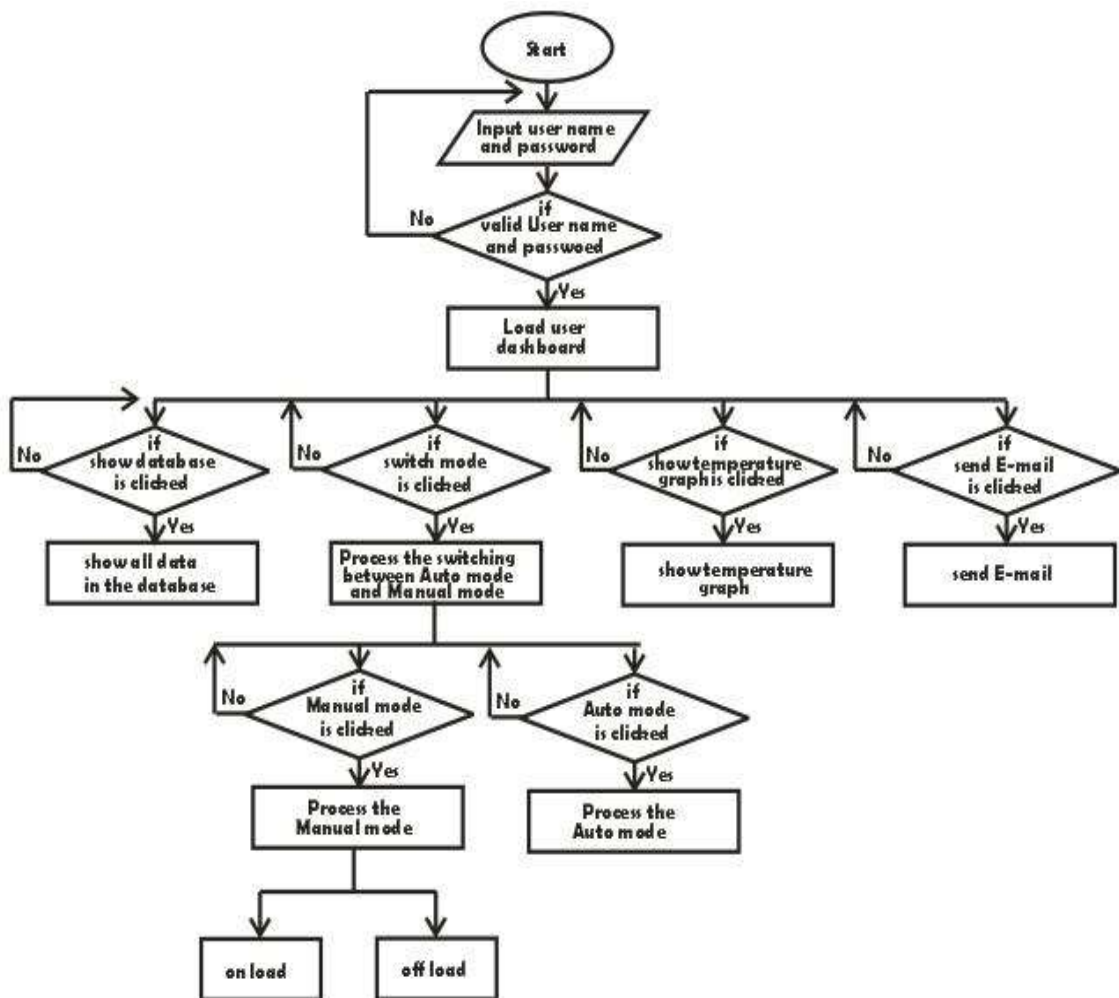 Start
Input user name
and password
if
valid User name
and passwoed
No
Yes
Load user
dashboard
No
if
show database
is clicked
Yes
No
if
switch mode
is clicked
Yes
No
if
show temperature
graph is clicked
Yes
No
if
send E-mail
is clicked
Yes
show all data
in the database
Process the switching
between Auto mode
and Manual mode
show temperature
graph
send E-mail
No
if
Manual mode
is clicked
Yes
No
if
Auto mode
is clicked
Yes
Process the
Manual mode
Process the
Auto mode
on load
off load